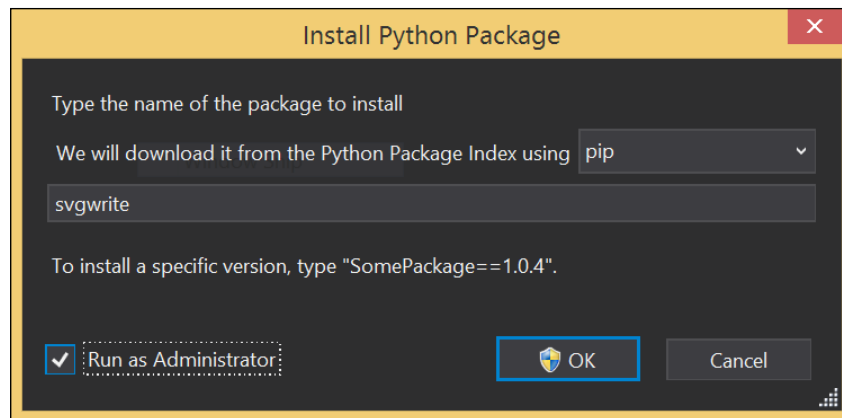 Install Python Package
Type the name of the package to install
We will download it from the Python Package Index using pip
svgwrite
To install a specific version, type "SomePackage==1.0.4".
Run as Administrator
OK
Cancel